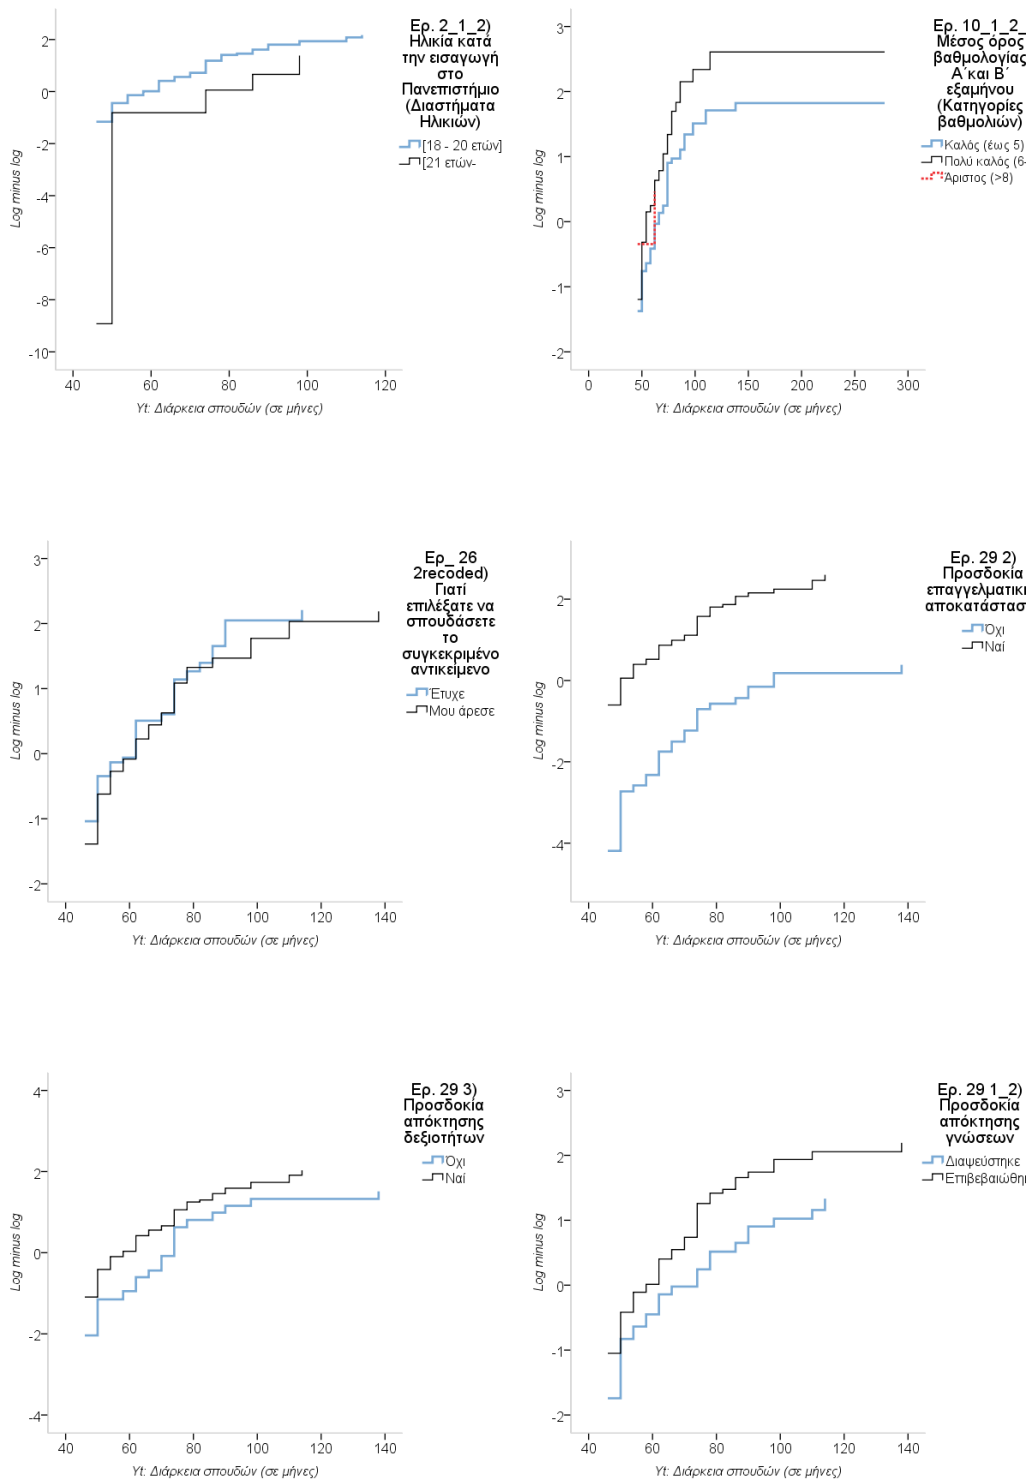 Ερ. 2_1_2)
Ηλικία κατά
την εισαγωγή
στο
Πανεπιστήμιο
(Διαστήματα
Ηλικιών)
[18 - 20 ετών]
[21 ετών-
Log minus log
2
0
-2
-4
-6
-8
-10
40 60 80 100 120
Yt: Διάρκεια σπουδών (σε μήνες)
Ερ. 10_1_2_
Μέσος όρος
βαθμολογίας
Α΄και Β΄
εξαμήνου
(Κατηγορίες
βαθμολιών)
Καλός (έως 5)
Πολύ καλός (6-
Άριστος (>8)
Log minus log
3
2
1
0
-1
-2
0 50 100 150 200 250 300
Yt: Διάρκεια σπουδών (σε μήνες)
Ερ_ 26
2recoded)
Γιατί
επιλέξατε να
σπουδάσετε
το
συγκεκριμένο
αντικείμενο
Έτυχε
Μου άρεσε
Log minus log
3
2
1
0
-1
-2
40 60 80 100 120 140
Yt: Διάρκεια σπουδών (σε μήνες)
Ερ. 29 2)
Προσδοκία
επαγγελματικι
αποκατάστασ
Όχι
Ναί
Log minus log
2
0
-2
-4
40 60 80 100 120 140
Yt: Διάρκεια σπουδών (σε μήνες)
Ερ. 29 3)
Προσδοκία
απόκτησης
δεξιοτήτων
Όχι
Ναί
Log minus log
4
2
0
-2
-4
40 60 80 100 120 140
Yt: Διάρκεια σπουδών (σε μήνες)
Ερ. 29 1_2)
Προσδοκία
απόκτησης
γνώσεων
Διαψεύστηκε
Επιβεβαιώθηκ
Log minus log
3
2
1
0
-1
-2
40 60 80 100 120 140
Yt: Διάρκεια σπουδών (σε μήνες)